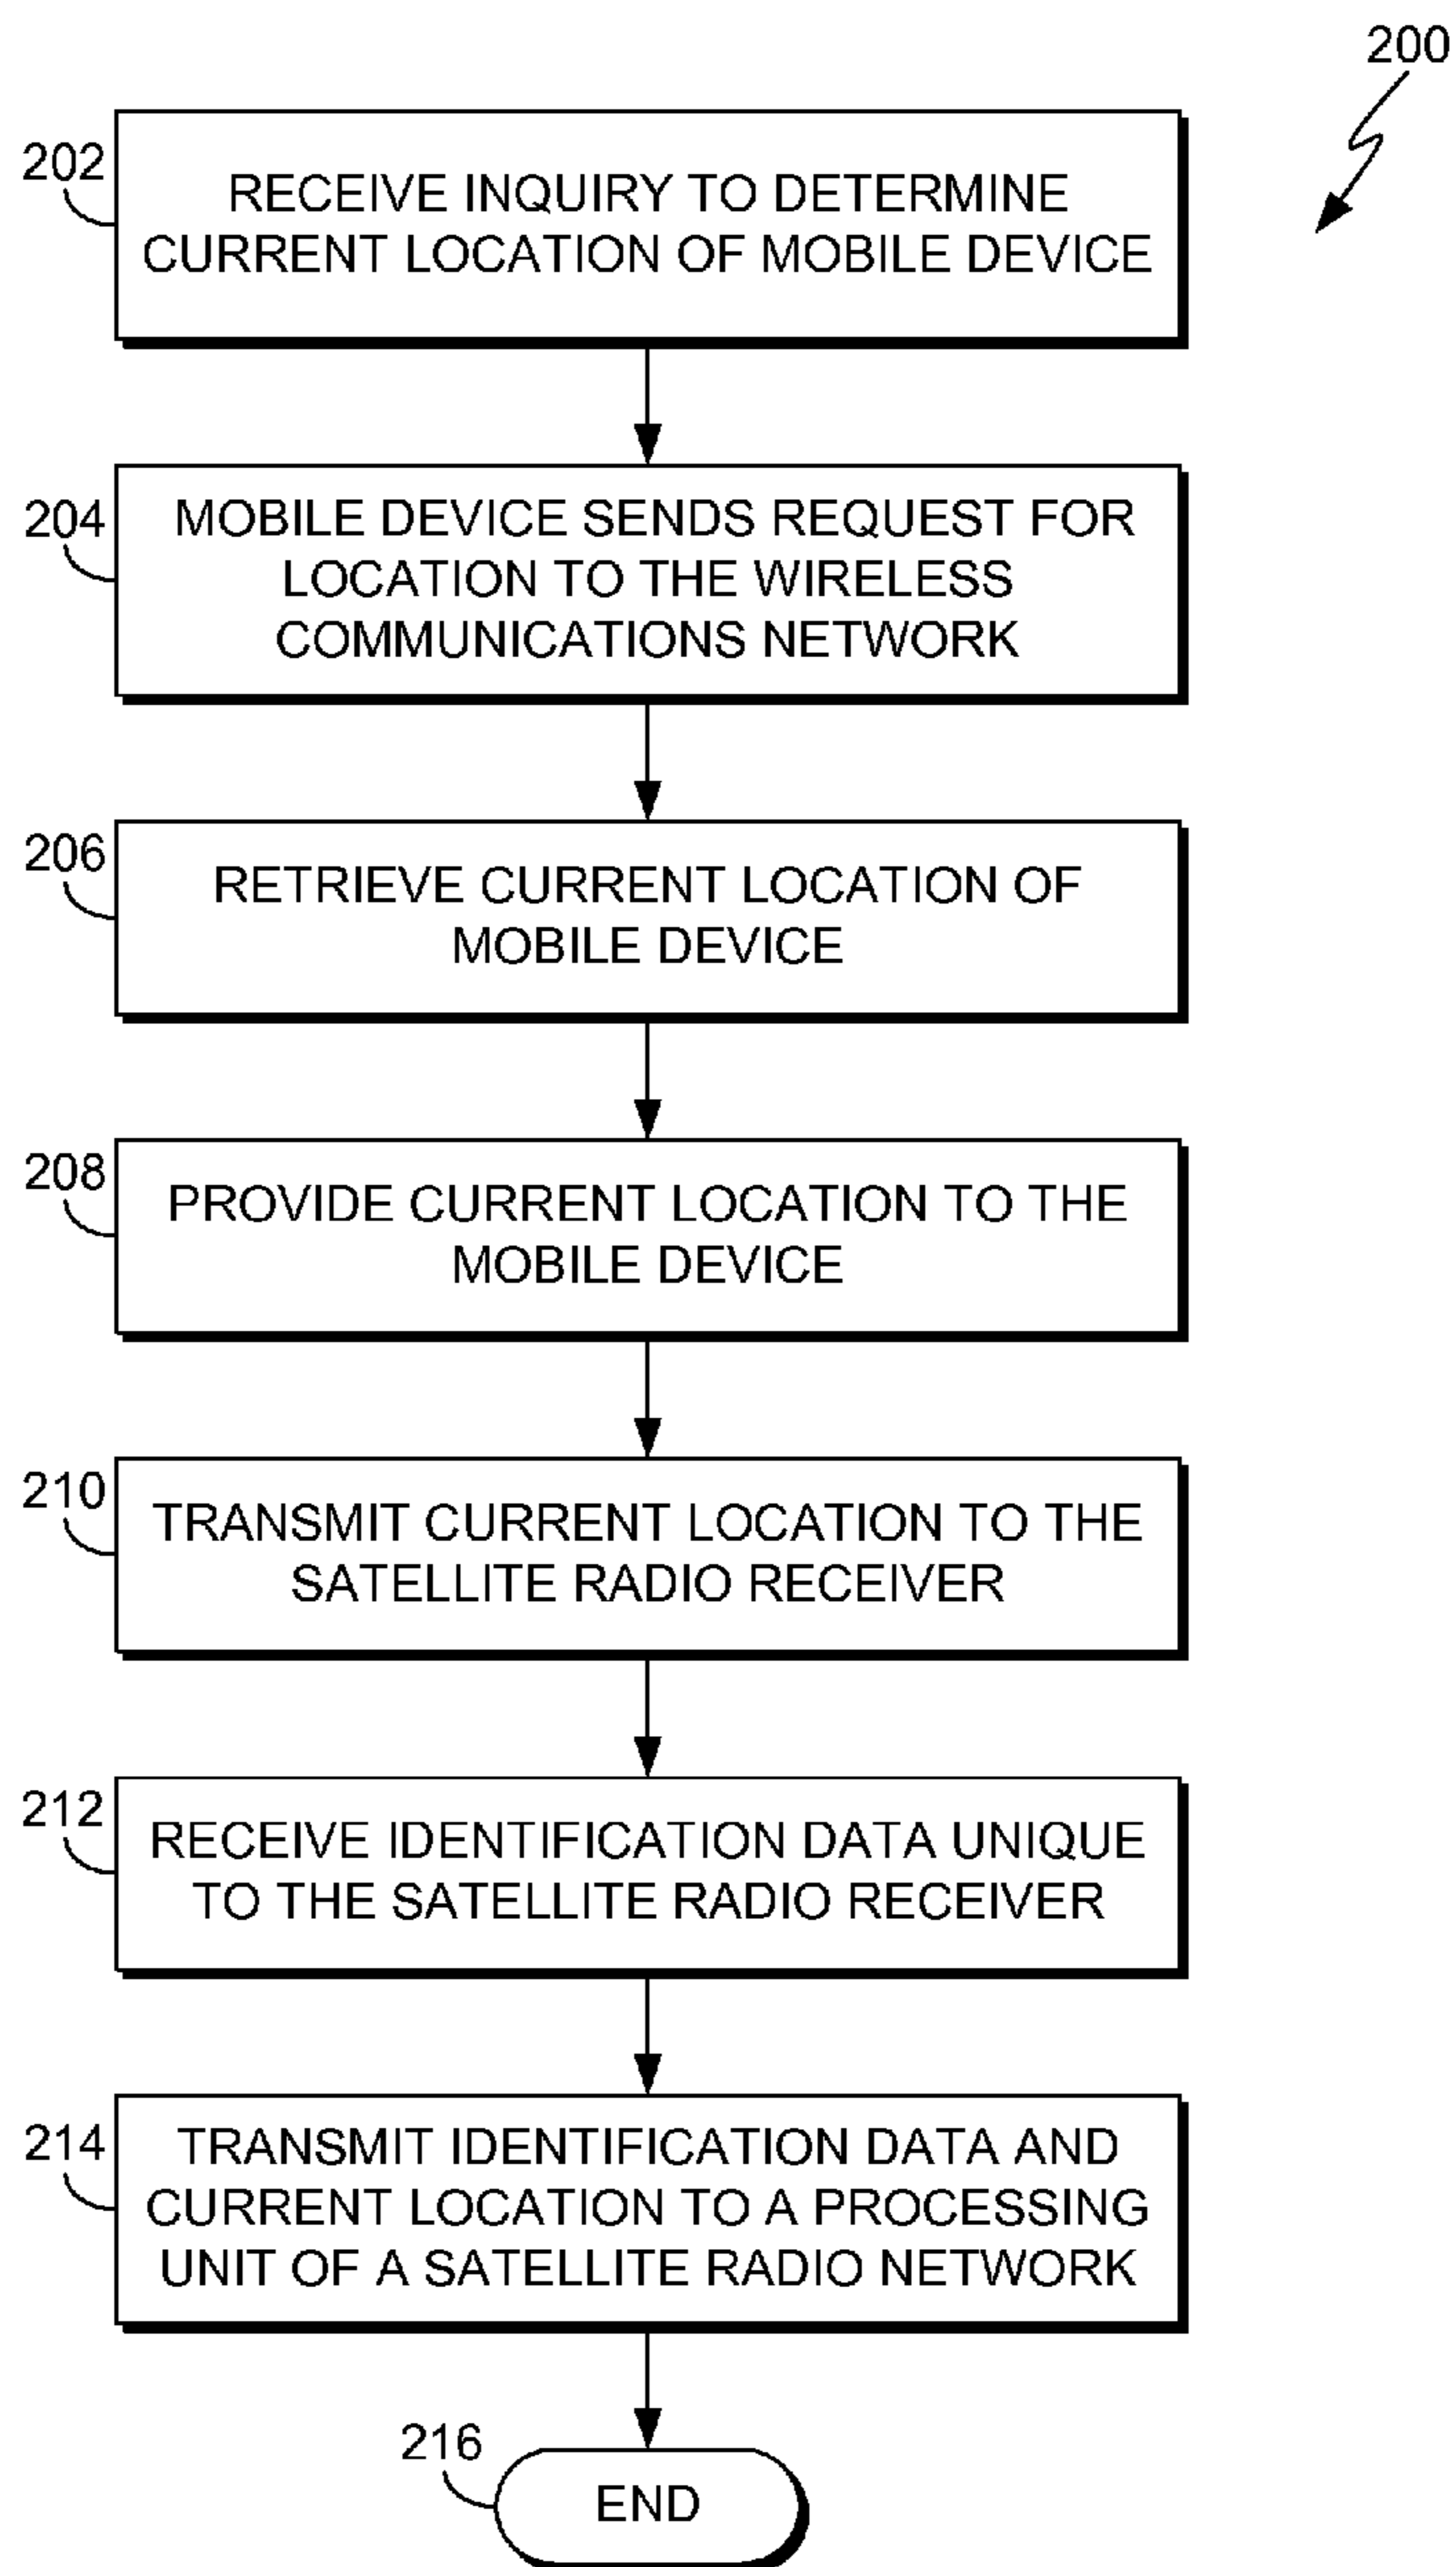 200
202
RECEIVE INQUIRY TO DETERMINE
CURRENT LOCATION OF MOBILE DEVICE
204
MOBILE DEVICE SENDS REQUEST FOR
LOCATION TO THE WIRELESS
COMMUNICATIONS NETWORK
206
RETRIEVE CURRENT LOCATION OF
MOBILE DEVICE
208
PROVIDE CURRENT LOCATION TO THE
MOBILE DEVICE
210
TRANSMIT CURRENT LOCATION TO THE
SATELLITE RADIO RECEIVER
212
RECEIVE IDENTIFICATION DATA UNIQUE
TO THE SATELLITE RADIO RECEIVER
214
TRANSMIT IDENTIFICATION DATA AND
CURRENT LOCATION TO A PROCESSING
UNIT OF A SATELLITE RADIO NETWORK
216
END